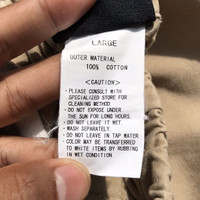 LARGE
OUTER MATERIAL
100% COTTON
<CAUTION>
・PLEASE CONSULT WITH
SPECIALIZED STORE FOR
CLEANING METHOD.
・DO NOT EXPOSE UNDER
THE SUN FOR LONG HOURS.
・DO NOT LEAVE IT WET.
・WASH SEPARATELY.
・DO NOT LEAVE IN TAP WATER.
・COLOR MAY BE TRANSFERRED
TO WHITE ITEMS BY RUBBING
IN WET CONDITION